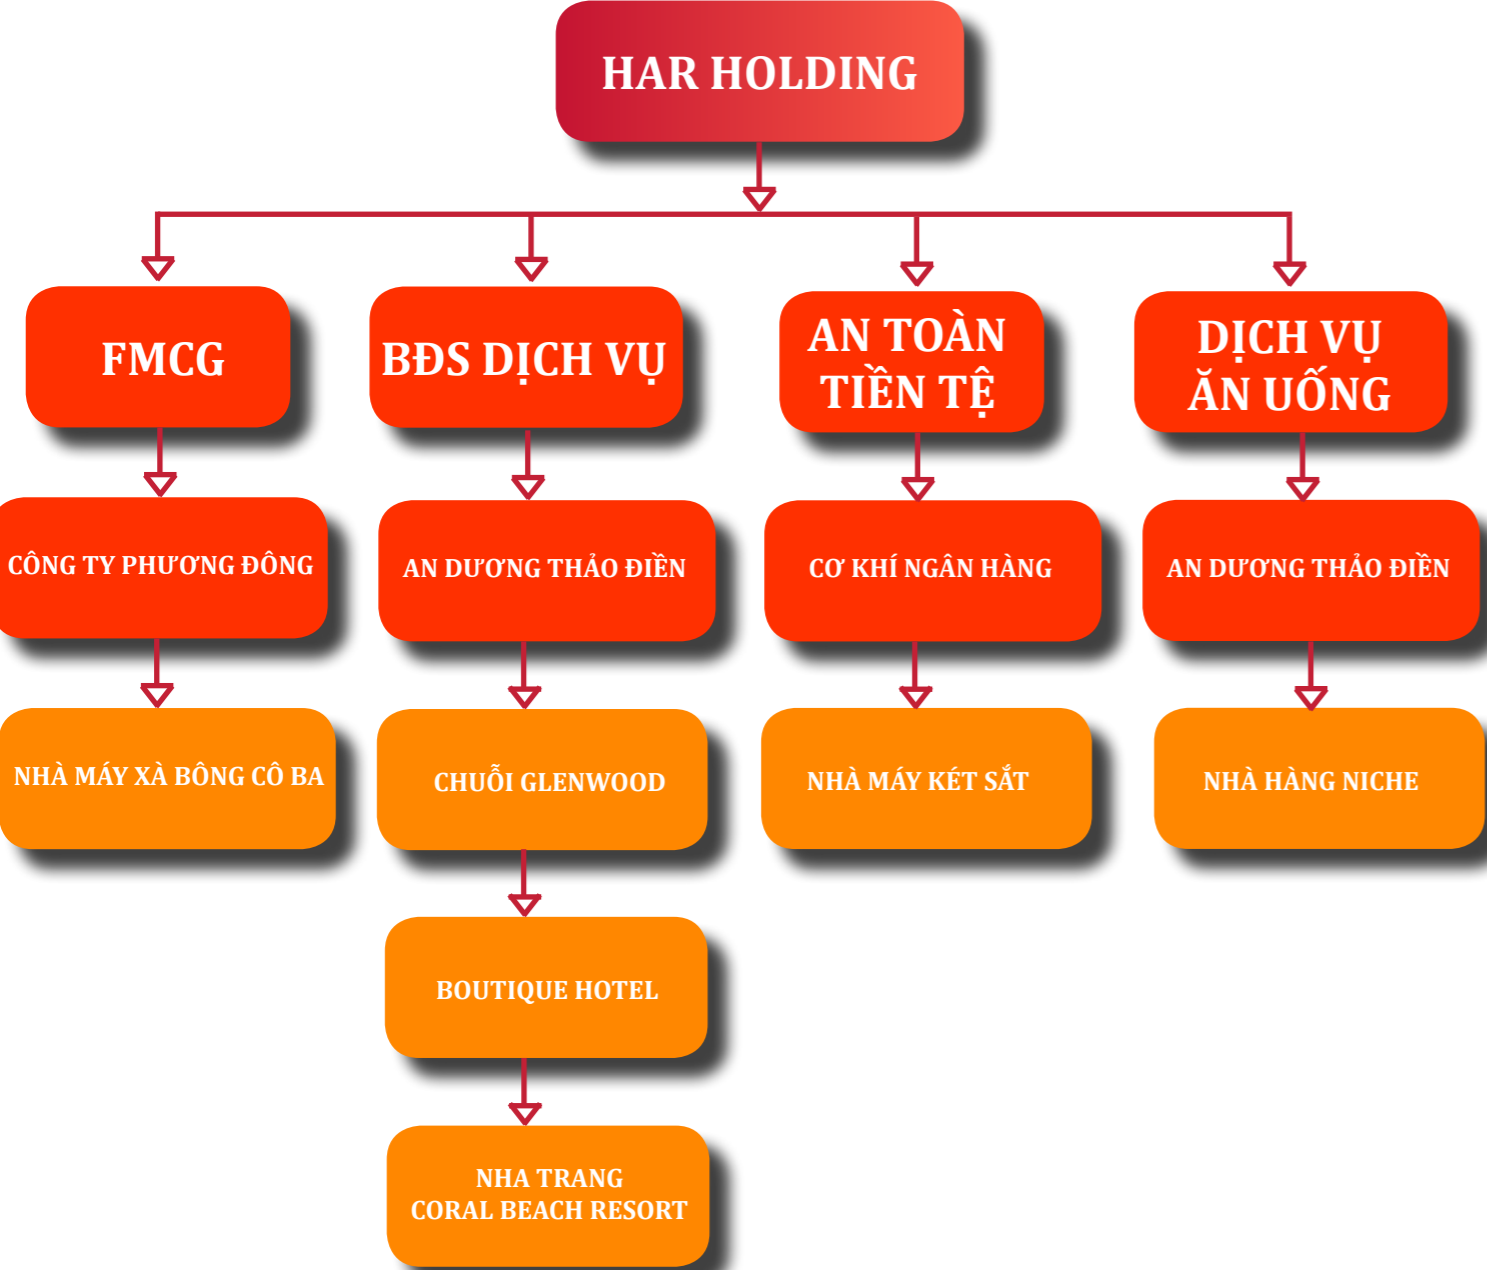 HAR HOLDING
FMCG
BĐS DỊCH VỤ
AN TOÀN
TIỀN TỆ
DỊCH VỤ
ĂN UỐNG
CÔNG TY PHƯƠNG ĐÔNG
AN DƯƠNG THẢO ĐIỀN
CƠ KHÍ NGÂN HÀNG
AN DƯƠNG THẢO ĐIỀN
NHÀ MÁY XÀ BÔNG CÔ BA
CHUỖI GLENWOOD
NHÀ MÁY KÉT SẮT
NHÀ HÀNG NICHE
BOUTIQUE HOTEL
NHA TRANG
CORAL BEACH RESORT